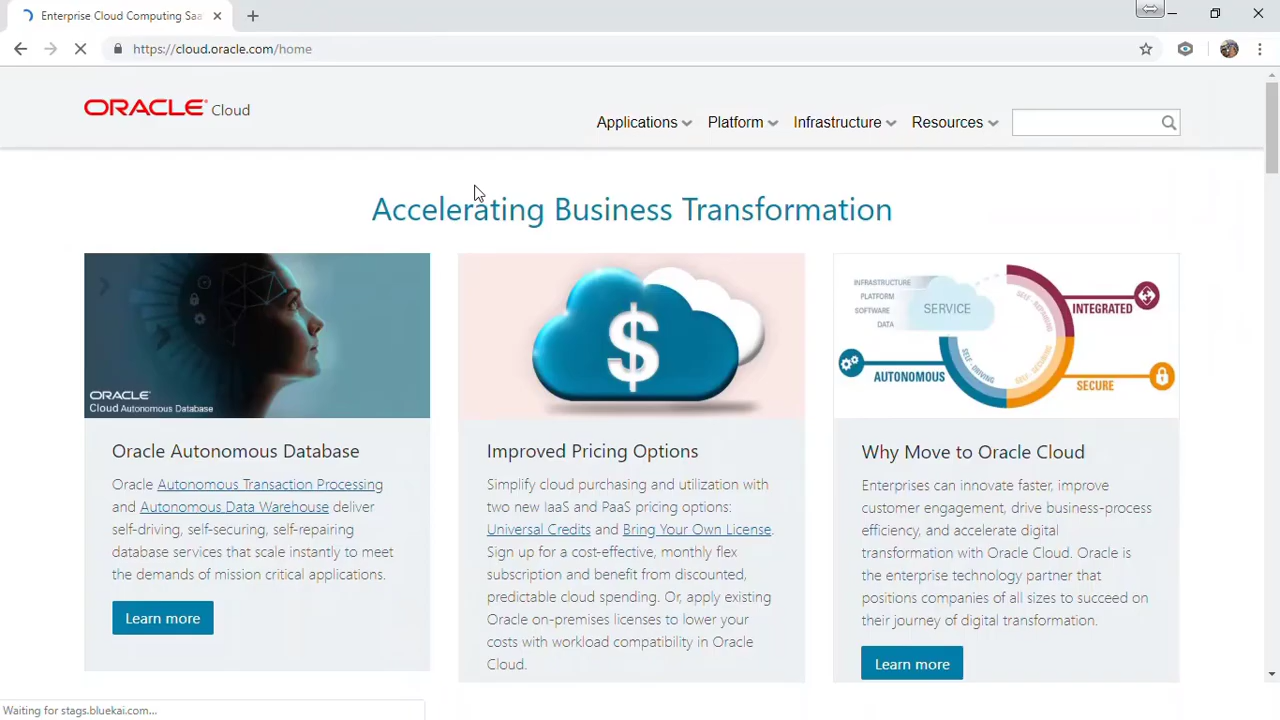 Enterprise Cloud Computing Saa
https://cloud.oracle.com/home
ORACLE Cloud
Applications Platform Infrastructure Resources
Accelerating Business Transformation
ORACLE
Cloud Autonomous Database
Oracle Autonomous Database
Oracle Autonomous Transaction Processing
and Autonomous Data Warehouse deliver
self-driving, self-securing, self-repairing
database services that scale instantly to meet
the demands of mission critical applications.
Learn more
$
Improved Pricing Options
Simplify cloud purchasing and utilization with
two new IaaS and PaaS pricing options:
Universal Credits and Bring Your Own License.
Sign up for a cost-effective, monthly flex
subscription and benefit from discounted,
predictable cloud spending. Or, apply existing
Oracle on-premises licenses to lower your
costs with workload compatibility in Oracle
Cloud.
INFRASTRUCTURE
PLATFORM
SOFTWARE
DATA
SERVICE
SELF-REPAIRING
INTEGRATED
SELF-DRIVING
SELF-SECURING
AUTONOMOUS
SECURE
Why Move to Oracle Cloud
Enterprises can innovate faster, improve
customer engagement, drive business-process
efficiency, and accelerate digital
transformation with Oracle Cloud. Oracle is
the enterprise technology partner that
positions companies of all sizes to succeed on
their journey of digital transformation.
Learn more
Waiting for stags.bluekai.com...